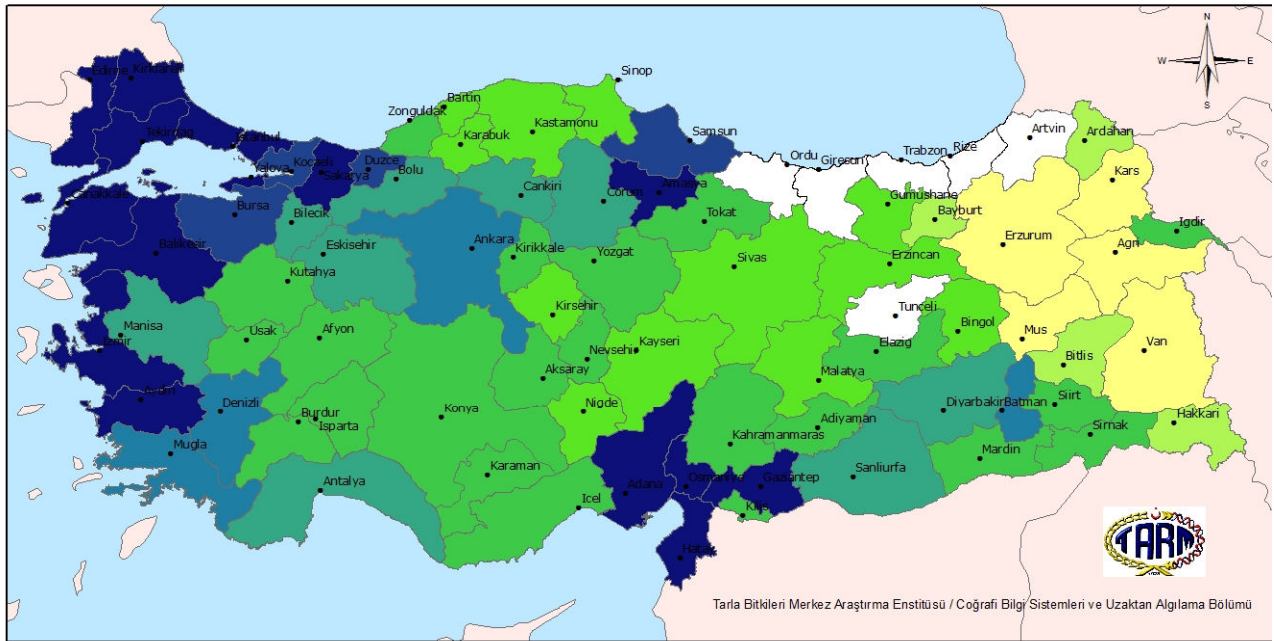 N
W
E
S
Sinop
Edirne
Kirklareli
Bartin
Zonguldak
Kastamonu
Karabuk
Samsun
Artvin
Ardahan
Tekirdag
Istanbul
Ordu
Giresun
Trabzon
Rize
Kars
Kocaeli
Yalova
Sakarya
Duzce
Bolu
Cankiri
Corum
Amasya
Gumushane
Bayburt
Canakkale
Bursa
Bilecik
Tokat
Igdir
Balikesir
Eskisehir
Ankara
Kirikkale
Yozgat
Sivas
Erzincan
Erzurum
Agri
Kutahya
Kirsehir
Tunceli
Manisa
Usak
Afyon
Izmir
Nevsehir
Kayseri
Elazig
Bingol
Mus
Bitlis
Van
Aksaray
Malatya
Aydin
Denizli
Burdur
Isparta
Konya
Nigde
Adiyaman
Diyarbakir
Batman
Siirt
Sirnak
Hakkari
Mugla
Kahramanmaras
Mardin
Antalya
Karaman
Icel
Adana
Osmaniye
Gaziantep
Sanliurfa
Kilis
Hatay
TARM
Tarla Bitkileri Merkez Araştırma Enstitüsü / Coğrafi Bilgi Sistemleri ve Uzaktan Algılama Bölümü